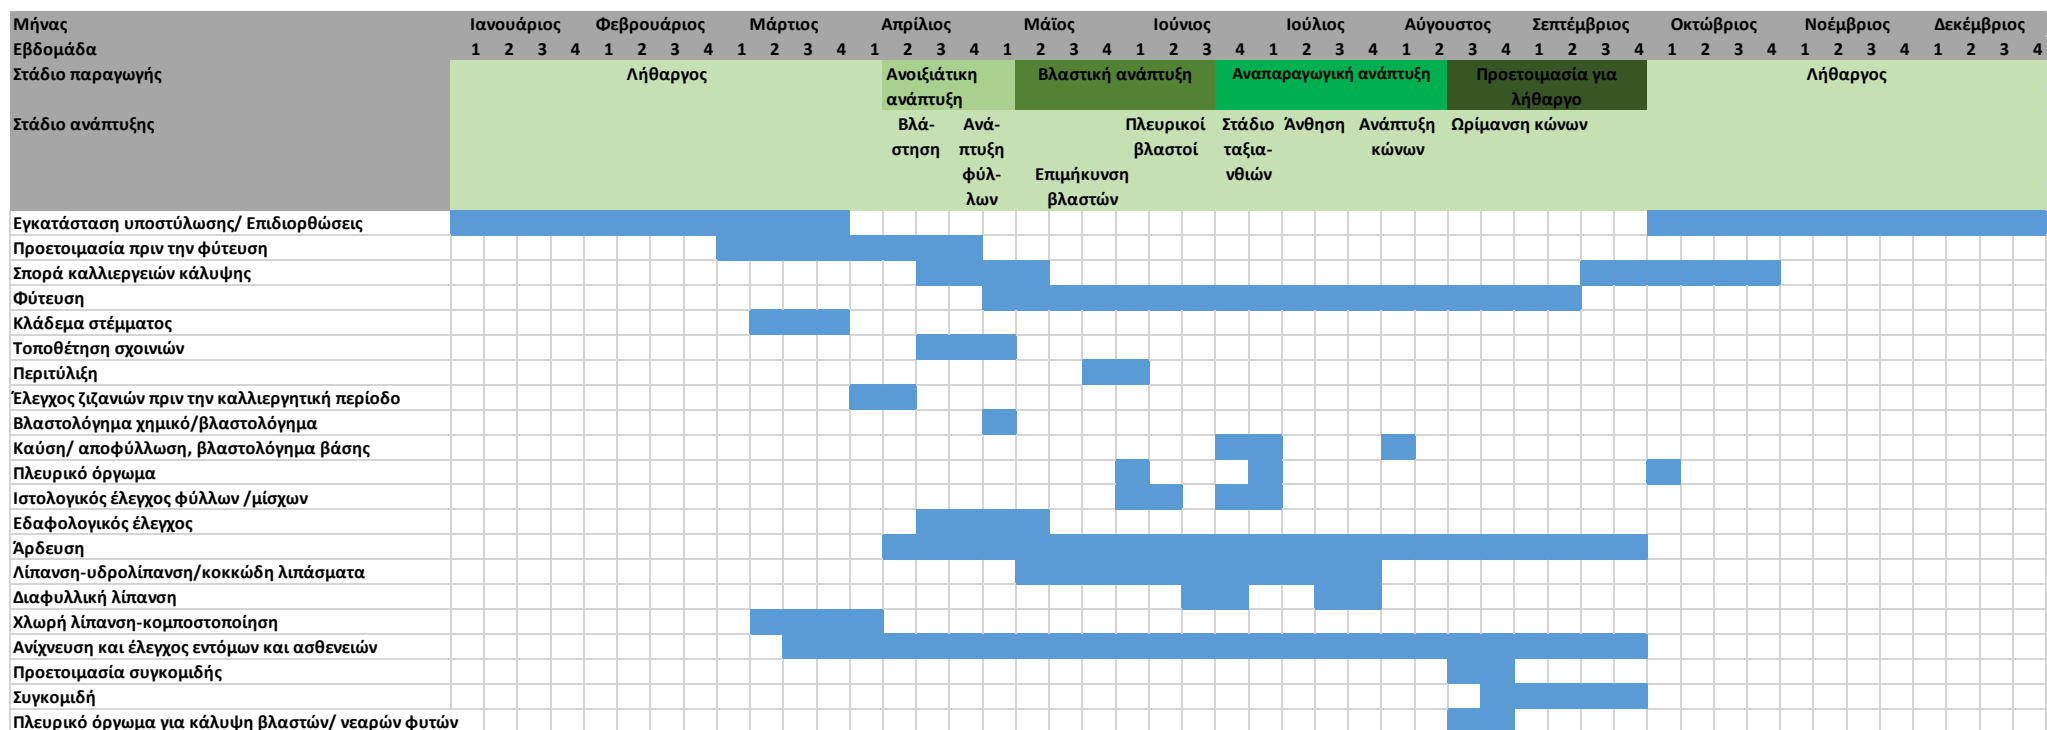 Μήνας Ιανουάριος Φεβρουάριος Μάρτιος Απρίλιος Μάϊος Ιούνιος Ιούλιος Αύγουστος Σεπτέμβριος Οκτώβριος Νοέμβριος Δεκέμβριος
Εβδομάδα 1 2 3 4 1 2 3 4 1 2 3 4 1 2 3 4 1 2 3 4 1 2 3 4 1 2 3 4 1 2 3 4 1 2 3 4 1 2 3 4 1 2 3 4 1 2 3 4
Στάδιο παραγωγής Λήθαργος Ανοιξιάτικη Βλαστική ανάπτυξη Αναπαραγωγική ανάπτυξη Προετοιμασία για Λήθαργος
ανάπτυξη λήθαργο
Στάδιο ανάπτυξης Βλά- Ανά- Πλευρικοί Στάδιο Άνθηση Ανάπτυξη Ωρίμανση κώνων
στηση πτυξη βλαστοί ταξια- κώνων
φύλ- Επιμήκυνση νθιών
λων βλαστών
Εγκατάσταση υποστύλωσης/ Επιδιορθώσεις
Προετοιμασία πριν την φύτευση
Σπορά καλλιεργειών κάλυψης
Φύτευση
Κλάδεμα στέμματος
Τοποθέτηση σχοινιών
Περιτύλιξη
Έλεγχος ζιζανιών πριν την καλλιεργητική περίοδο
Βλαστολόγημα χημικό/βλαστολόγημα
Καύση/ αποφύλλωση, βλαστολόγημα βάσης
Πλευρικό όργωμα
Ιστολογικός έλεγχος φύλλων /μίσχων
Εδαφολογικός έλεγχος
Άρδευση
Λίπανση-υδρολίπανση/κοκκώδη λιπάσματα
Διαφυλλική λίπανση
Χλωρή λίπανση-κομποστοποίηση
Ανίχνευση και έλεγχος εντόμων και ασθενειών
Προετοιμασία συγκομιδής
Συγκομιδή
Πλευρικό όργωμα για κάλυψη βλαστών/ νεαρών φυτών